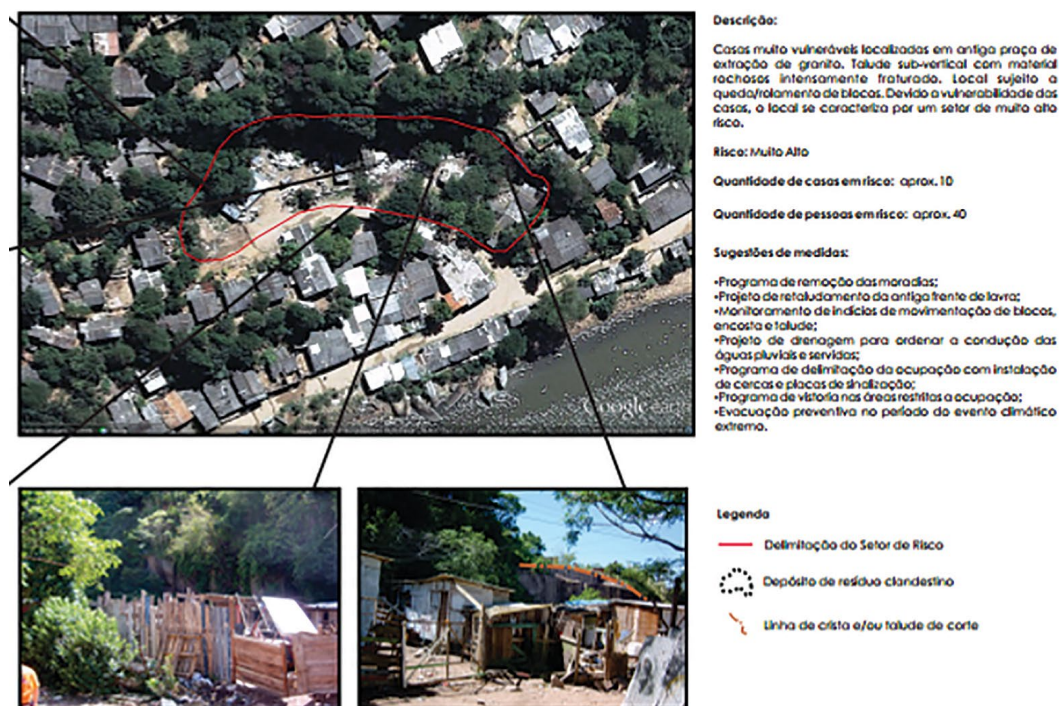 Descrição:
Casas muito vulneráveis localizadas em antiga praça de
extração de granito. Talude sub-vertical com material
rochosos intensamente fraturado. Local sujeito a
queda/rolamento de blocos. Devido a vulnerabilidade das
casas, o local se caracteriza por um setor de muito alto
risco.
Risco: Muito Alto
Quantidade de casas em risco: aprox. 10
Quantidade de pessoas em risco: aprox. 40
Sugestões de medidas:
•Programa de remoção das moradias;
•Projeto de retaludamento da antiga frente de lavra;
•Monitoramento de indícios de movimentação de blocos,
encosta e talude;
•Projeto de drenagem para ordenar a condução das
águas pluviais e servidas;
•Programa de delimitação da ocupação com instalação
de cercas e placas de sinalização;
•Programa de vistoria nas áreas restritas a ocupação;
•Evacuação preventiva no período do evento climático
extremo.
Google earth
Legenda
Delimitação do Setor de Risco
Depósito de resíduo clandestino
Linha de crista e/ou talude de corte